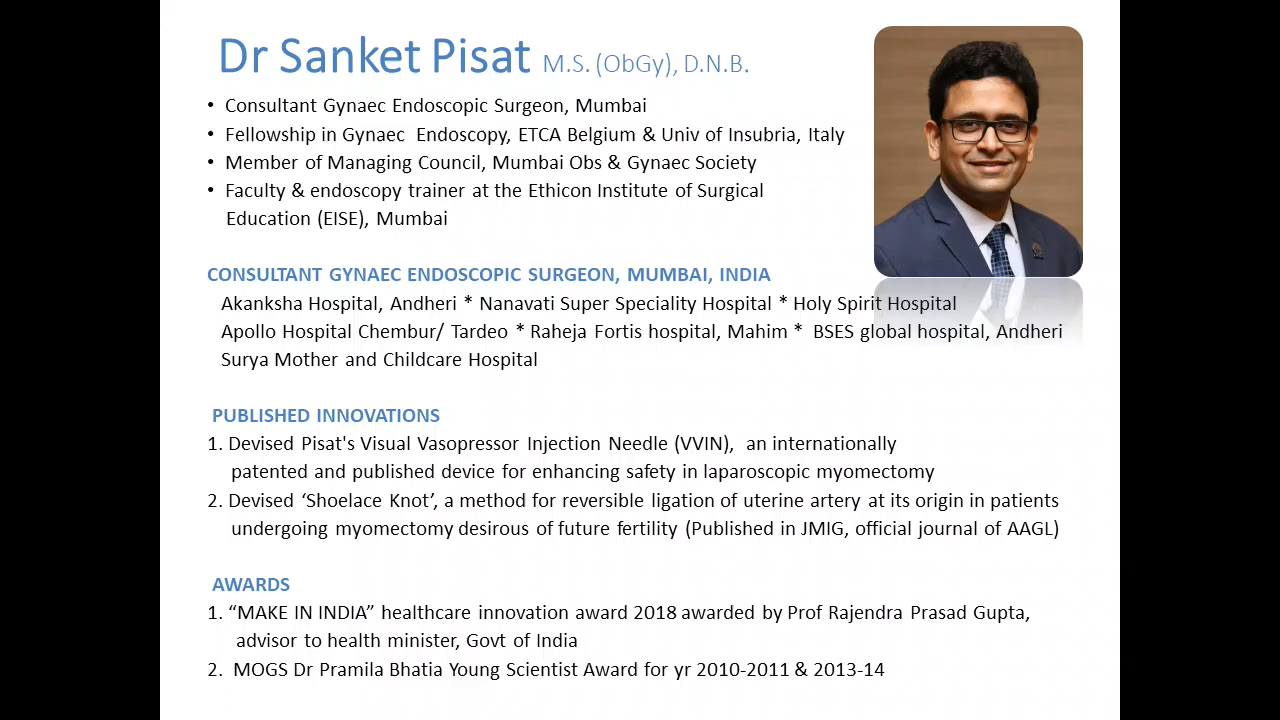 Dr Sanket Pisat M.S. (ObGy), D.N.B.
• Consultant Gynaec Endoscopic Surgeon, Mumbai
• Fellowship in Gynaec Endoscopy, ETCA Belgium & Univ of Insubria, Italy
• Member of Managing Council, Mumbai Obs & Gynaec Society
• Faculty & endoscopy trainer at the Ethicon Institute of Surgical
Education (EISE), Mumbai
CONSULTANT GYNAEC ENDOSCOPIC SURGEON, MUMBAI, INDIA
Akanksha Hospital, Andheri * Nanavati Super Speciality Hospital * Holy Spirit Hospital
Apollo Hospital Chembur/ Tardeo * Raheja Fortis hospital, Mahim * BSES global hospital, Andheri
Surya Mother and Childcare Hospital
PUBLISHED INNOVATIONS
1. Devised Pisat's Visual Vasopressor Injection Needle (VVIN), an internationally
patented and published device for enhancing safety in laparoscopic myomectomy
2. Devised ‘Shoelace Knot’, a method for reversible ligation of uterine artery at its origin in patients
undergoing myomectomy desirous of future fertility (Published in JMIG, official journal of AAGL)
AWARDS
1. “MAKE IN INDIA” healthcare innovation award 2018 awarded by Prof Rajendra Prasad Gupta,
advisor to health minister, Govt of India
2. MOGS Dr Pramila Bhatia Young Scientist Award for yr 2010-2011 & 2013-14